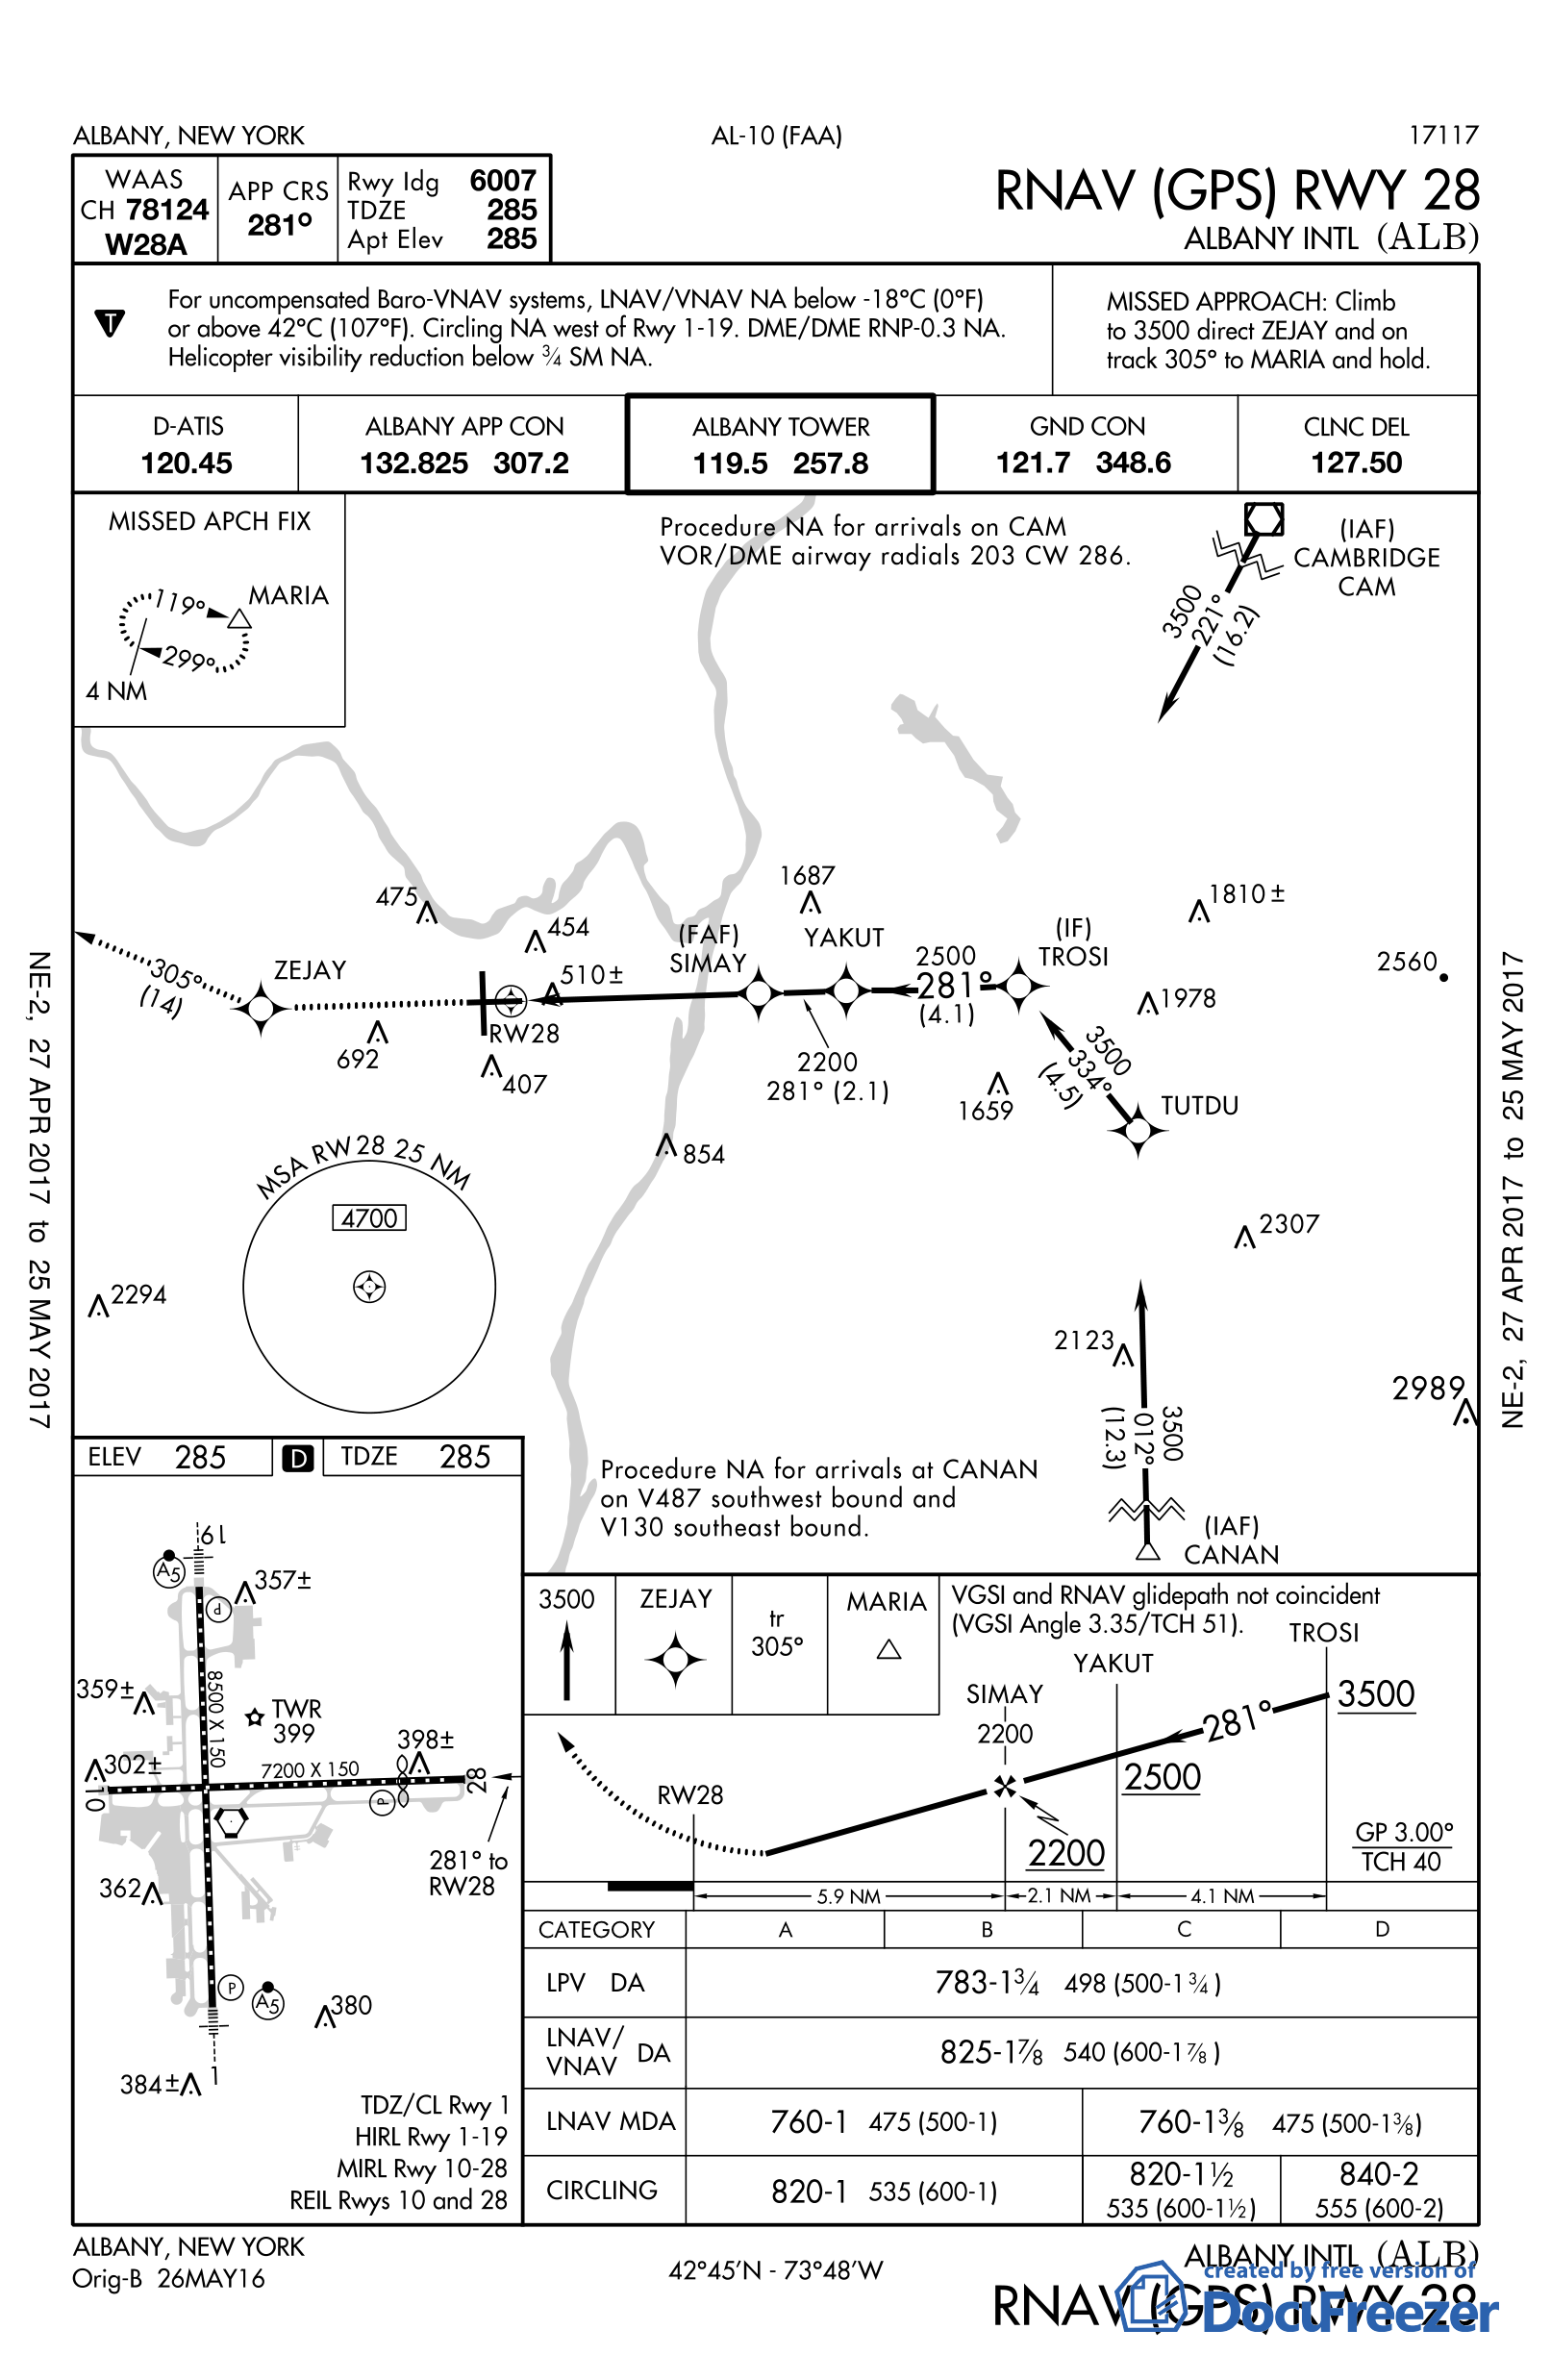 ALBANY, NEW YORK
AL-10 (FAA)
17117
WAAS
CH 78124
W28A
APP CRS
281°
Rwy Idg 6007
TDZE 285
Apt Elev 285
RNAV (GPS) RWY 28
ALBANY INTL (ALB)
T
For uncompensated Baro-VNAV systems, LNAV/VNAV NA below -18°C (0°F)
or above 42°C (107°F). Circling NA west of Rwy 1-19. DME/DME RNP-0.3 NA.
Helicopter visibility reduction below ¾ SM NA.
MISSED APPROACH: Climb
to 3500 direct ZEJAY and on
track 305° to MARIA and hold.
D-ATIS
120.45
ALBANY APP CON
132.825 307.2
ALBANY TOWER
119.5 257.8
GND CON
121.7 348.6
CLNC DEL
127.50
MISSED APCH FIX
119°
MARIA
299°
4 NM
Procedure NA for arrivals on CAM
VOR/DME airway radials 203 CW 286.
(IAF)
CAMBRIDGE
CAM
3500
221°
(16.2)
475
454
510±
1687
(FAF)
SIMAY
YAKUT
2500
281°
(4.1)
(IF)
TROSI
1810±
2560
1978
305°
(14)
ZEJAY
692
RW28
407
2200
281° (2.1)
1659
3500
334°
(4.5)
TUTDU
854
MSA RW 28 25 NM
4700
2307
2294
2123
2989
3500
012°
(12.3)
Procedure NA for arrivals at CANAN
on V487 southwest bound and
V130 southeast bound.
(IAF)
CANAN
NE-2, 27 APR 2017 to 25 MAY 2017
NE-2, 27 APR 2017 to 25 MAY 2017
ELEV 285
D
TDZE 285
19
A5
357±
P
359±
8500 X 150
TWR
399
398±
302±
7200 X 150
10
28
P
281° to
RW28
362
P
A5
380
384±
1
TDZ/CL Rwy 1
HIRL Rwy 1-19
MIRL Rwy 10-28
REIL Rwys 10 and 28
3500
ZEJAY
tr
305°
MARIA
VGSI and RNAV glidepath not coincident
(VGSI Angle 3.35/TCH 51).
TROSI
YAKUT
SIMAY
2200
3500
281°
2500
RW28
2200
GP 3.00°
TCH 40
5.9 NM
2.1 NM
4.1 NM
CATEGORY A B C D
LPV DA 783-1¾ 498 (500-1¾)
LNAV/
VNAV DA 825-1⅞ 540 (600-1⅞)
LNAV MDA 760-1 475 (500-1) 760-1⅜ 475 (500-1⅜)
CIRCLING 820-1 535 (600-1)
820-1½
535 (600-1½)
840-2
555 (600-2)
ALBANY, NEW YORK
Orig-B 26MAY16
42°45'N - 73°48'W
ALBANY INTL (ALB)
RNAV (GPS) RWY 28
created by free version of
DocuFreezer